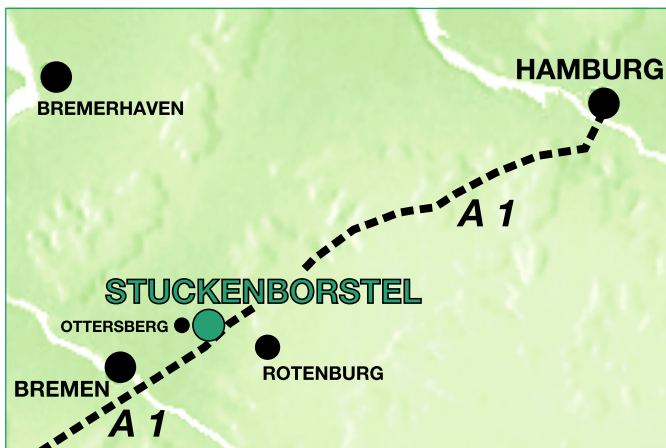 HAMBURG
BREMERHAVEN
A 1
STUCKENBORSTEL
OTTERSBERG
ROTENBURG
BREMEN
A 1